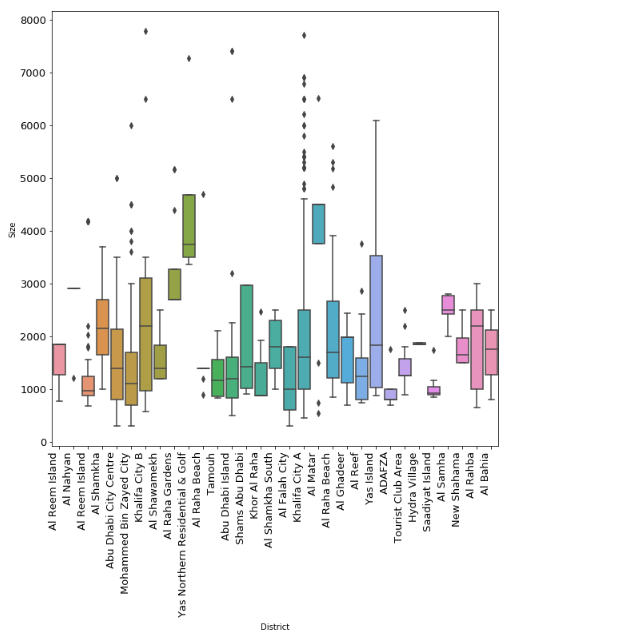 8000
7000
6000
5000
4000
3000
2000
1000
0
Size
Al Reem Island
Al Nahyan
Al Reem Island
Al Shamkha
Abu Dhabi City Centre
Mohammed Bin Zayed City
Khalifa City B
Al Shawamekh
Al Raha Gardens
Yas Northern Residential & Golf
Al Raha Beach
Tamouh
Abu Dhabi Island
Shams Abu Dhabi
Khor Al Raha
Al Shamkha South
Al Falah City
Khalifa City A
Al Matar
Al Raha Beach
Al Ghadeer
Al Reef
Yas Island
ADAFZA
Tourist Club Area
Hydra Village
Saadiyat Island
Al Samha
New Shahama
Al Rahba
Al Bahia
District